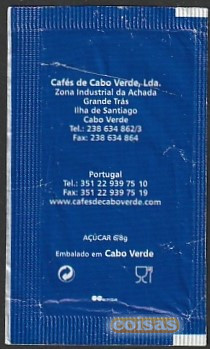 Cafés de Cabo Verde, Lda.
Zona Industrial da Achada
Grande Trás
Ilha de Santiago
Cabo Verde
Tel.: 238 634 862/3
Fax: 238 634 864
Portugal
Tel.: 351 22 939 75 10
Fax: 351 22 939 75 19
www.cafesdecaboverde.com
AÇÚCAR 6/8g
Embalado em Cabo Verde
coisas